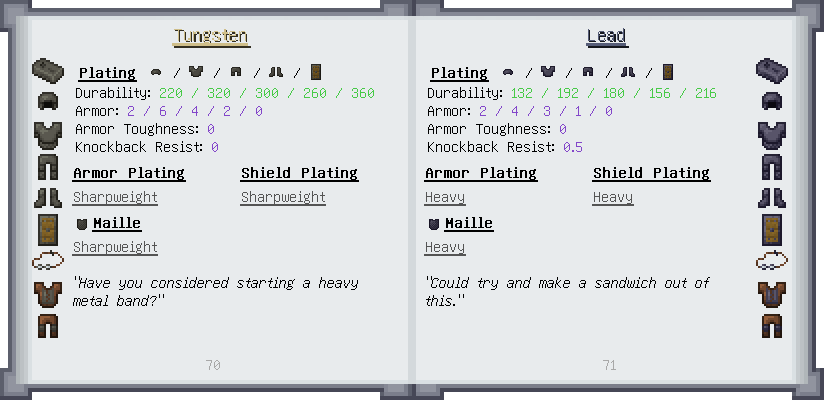 Tungsten
Plating / / / /
Durability: 220 / 320 / 300 / 260 / 360
Armor: 2 / 6 / 4 / 2 / 0
Armor Toughness: 0
Knockback Resist: 0
Armor Plating Shield Plating
Sharpweight Sharpweight
Maille
Sharpweight
"Have you considered starting a heavy
metal band?"
70
Lead
Plating / / / /
Durability: 132 / 192 / 180 / 156 / 216
Armor: 2 / 4 / 3 / 1 / 0
Armor Toughness: 0
Knockback Resist: 0.5
Armor Plating Shield Plating
Heavy Heavy
Maille
Heavy
"Could try and make a sandwich out of
this."
71